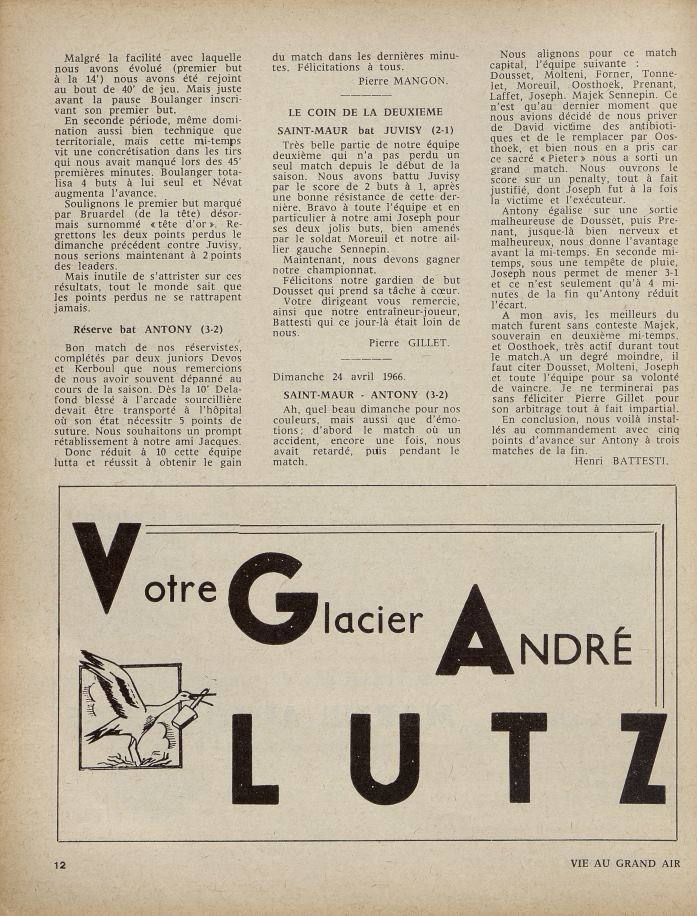 Malgré la facilité avec laquelle
nous avons évolué (premier but
à la 14') nous avons été rejoint
au bout de 40' de jeu. Mais juste
avant la pause Boulanger inscri-
vant son premier but.
En seconde période, même domi-
nation aussi bien technique que
territoriale, mais cette mi-temps
vit une concrétisation dans les tirs
qui nous avait manqué lors des 45'
premières minutes. Boulanger tota-
lisa 4 buts à lui seul et Névat
augmenta l'avance.
Soulignons le premier but marqué
par Bruardel (de la tête) désor-
mais surnommé « tête d'or ». Re-
grettons les deux points perdus le
dimanche précédent contre Juvisy,
nous serions maintenant à 2 points
des leaders.
Mais inutile de s'attrister sur ces
résultats, tout le monde sait que
les points perdus ne se rattrapent
jamais.
Réserve bat ANTONY (3-2)
Bon match de nos réservistes,
complétés par deux juniors Devos
et Kerboul que nous remercions
de nous avoir souvent dépanné au
cours de la saison. Dès la 10' Dela-
fond blessé à l'arcade sourcillière
devait être transporté à l'hôpital
où son état nécessit 5 points de
suture. Nous souhaitons un prompt
rétablissement à notre ami Jacques.
Donc réduit à 10 cette équipe
lutta et réussit à obtenir le gain
du match dans les dernières minu-
tes. Félicitations à tous.
Pierre MANGON.
LE COIN DE LA DEUXIEME
SAINT-MAUR bat JUVISY (2-1)
Très belle partie de notre équipe
deuxième qui n'a pas perdu un
seul match depuis le début de la
saison. Nous avons battu Juvisy
par le score de 2 buts à 1, après
une bonne résistance de cette der-
nière. Bravo à toute l'équipe et en
particulier à notre ami Joseph pour
ses deux jolis buts, bien amenés
par le soldat Moreuil et notre ail-
lier gauche Sennepin.
Maintenant, nous devons gagner
notre championnat.
Félicitons notre gardien de but
Dousset qui prend sa tâche à cœur.
Votre dirigeant vous remercie,
ainsi que notre entraîneur-joueur,
Battesti qui ce jour-là était loin de
nous.
Pierre GILLET.
Dimanche 24 avril 1966.
SAINT-MAUR - ANTONY (3-2)
Ah, quel beau dimanche pour nos
couleurs, mais aussi que d'émo-
tions ; d'abord le match où un
accident, encore une fois, nous
avait retardé, puis pendant le
match.
Nous alignons pour ce match
capital, l'équipe suivante :
Dousset, Molteni, Forner, Tonne-
let, Moreuil, Oosthoek, Prenant,
Laffet, Joseph. Majek Sennepin. Ce
n'est qu'au dernier moment que
nous avions décidé de nous priver
de David victime des antibioti-
ques et de le remplacer par Oos-
thoek, et bien nous en a pris car
ce sacré « Pieter » nous a sorti un
grand match. Nous ouvrons le
score sur un penalty, tout à fait
justifié, dont Joseph fut à la fois
la victime et l'exécuteur.
Antony égalise sur une sortie
malheureuse de Dousset, puis Pre-
nant, jusque-là bien nerveux et
malheureux, nous donne l'avantage
avant la mi-temps. En seconde mi-
temps, sous une tempête de pluie,
Joseph nous permet de mener 3-1
et ce n'est seulement qu'à 4 mi-
nutes de la fin qu'Antony réduit
l'écart.
A mon avis, les meilleurs du
match furent sans conteste Majek,
souverain en deuxième mi-temps,
et Oosthoek, très actif durant tout
le match.A un degré moindre, il
faut citer Dousset, Molteni, Joseph
et toute l'équipe pour sa volonté
de vaincre. Je ne terminerai pas
sans féliciter Pierre Gillet pour
son arbitrage tout à fait impartial.
En conclusion, nous voilà instal-
lés au commandement avec cinq
points d'avance sur Antony à trois
matches de la fin.
Henri BATTESTI.
Votre Glacier ANDRÉ
LUTZ
12
VIE AU GRAND AIR